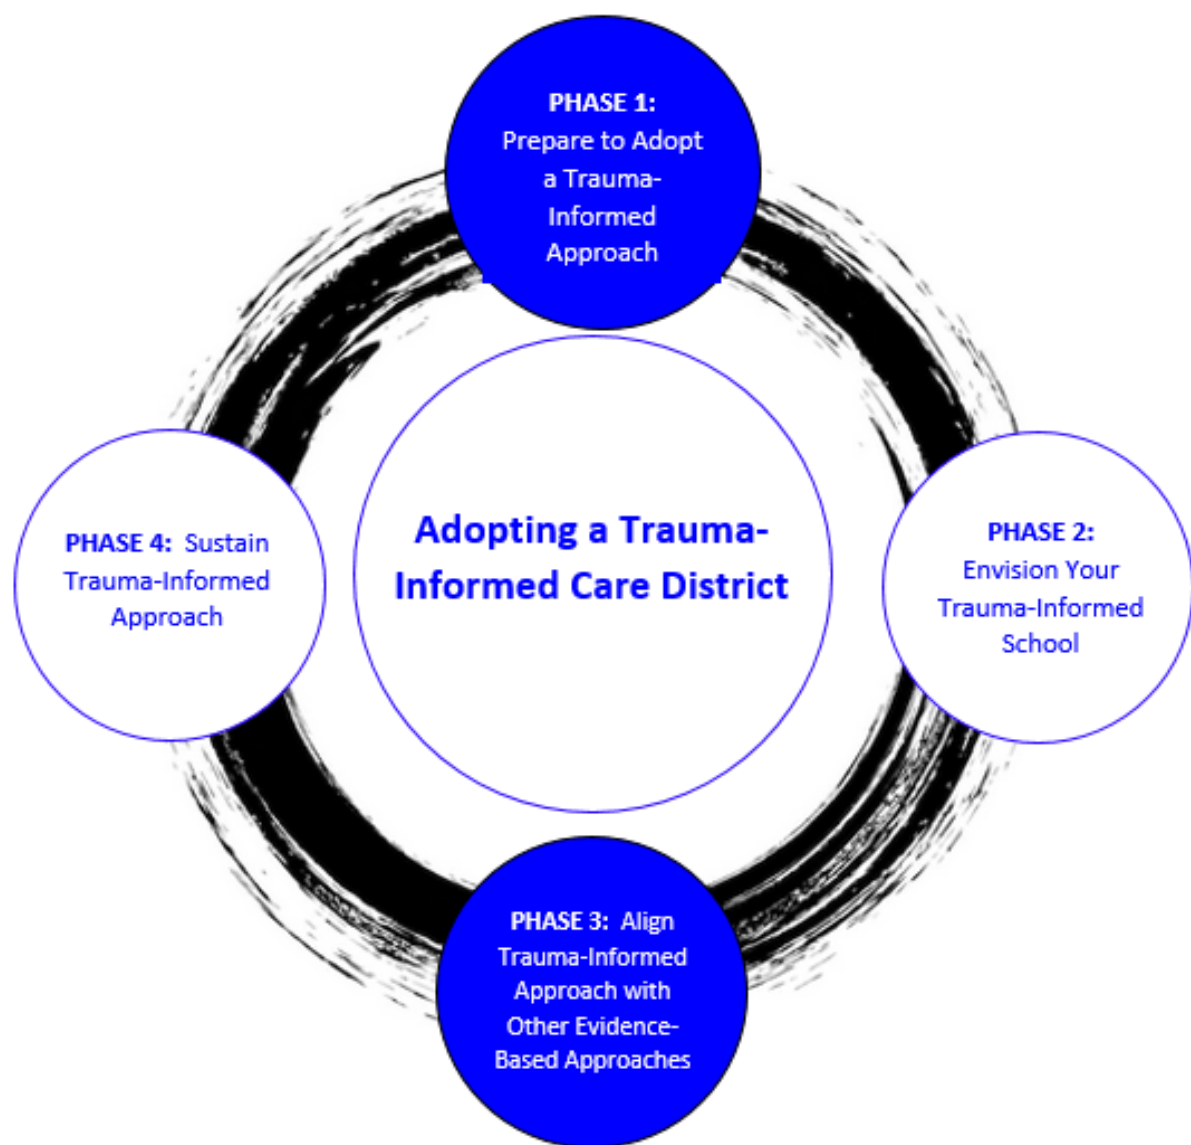 PHASE 1:
Prepare to Adopt
a Trauma-
Informed
Approach
Adopting a Trauma-
Informed Care District
PHASE 2:
Envision Your
Trauma-Informed
School
PHASE 3:  Align
Trauma-Informed
Approach with
Other Evidence-
Based Approaches
PHASE 4:  Sustain
Trauma-Informed
Approach